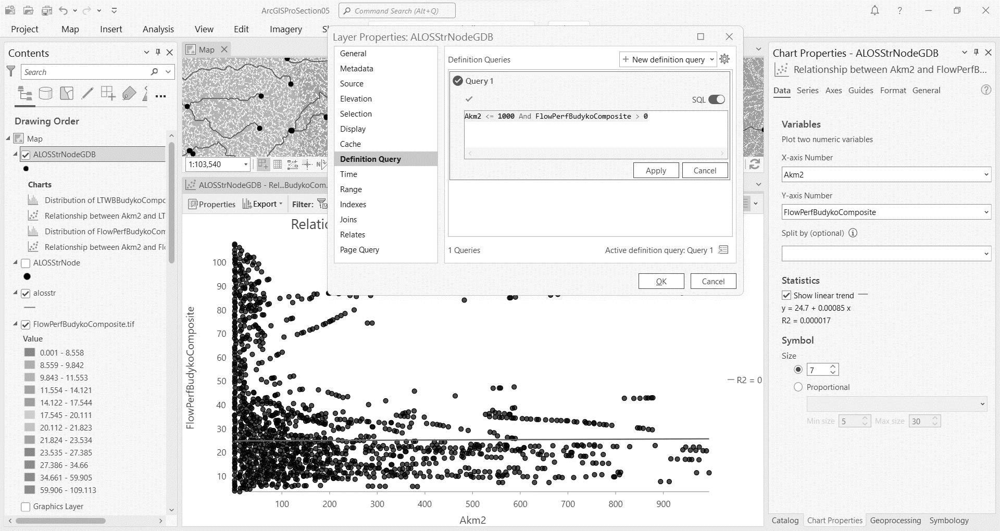 ArcGISProSection05
Command Search (Alt+Q)
Project
Map
Insert
Analysis
View
Edit
Imagery
Contents
Search
Drawing Order
Map
ALOSStrNodeGDB
Charts
Distribution of LTWBBudykoCompo
Relationship between Akm2 and LT
Distribution of FlowPerfBudykoCom
Relationship between Akm2 and Fl
ALOSStrNode
alosstr
FlowPerfBudykoComposite.tif
Value
0.001 - 8.558
8.559 - 9.842
9.843 - 11.553
11.554 - 14.121
14.122 - 17.544
17.545 - 20.111
20.112 - 21.823
21.824 - 23.534
23.535 - 27.385
27.386 - 34.66
34.661 - 59.905
59.906 - 109.113
Graphics Layer
Map
1:103,540
ALOSStrNodeGDB - Rel...BudykoCom...
Properties
Export
Filter:
Relatio
FlowPerfBudykoComposite
100
90
80
70
60
50
40
30
20
10
100 200 300 400 500 600 700 800 900
Akm2
R2 = 0
Layer Properties: ALOSStrNodeGDB
General
Metadata
Source
Elevation
Selection
Display
Cache
Definition Query
Time
Range
Indexes
Joins
Relates
Page Query
Definition Queries
New definition query
Query 1
SQL
Akm2 <= 1000 And FlowPerfBudykoComposite > 0
Apply
Cancel
1 Queries
Active definition query: Query 1
OK
Cancel
Chart Properties - ALOSStrNodeGDB
Relationship between Akm2 and FlowPerfB...
Data
Series
Axes
Guides
Format
General
Variables
Plot two numeric variables
X-axis Number
Akm2
Y-axis Number
FlowPerfBudykoComposite
Split by (optional)
Statistics
Show linear trend
y = 24.7 + 0.00085 x
R2 = 0.000017
Symbol
Size
7
Proportional
Min size 5 Max size 30
Catalog
Chart Properties
Geoprocessing
Symbology